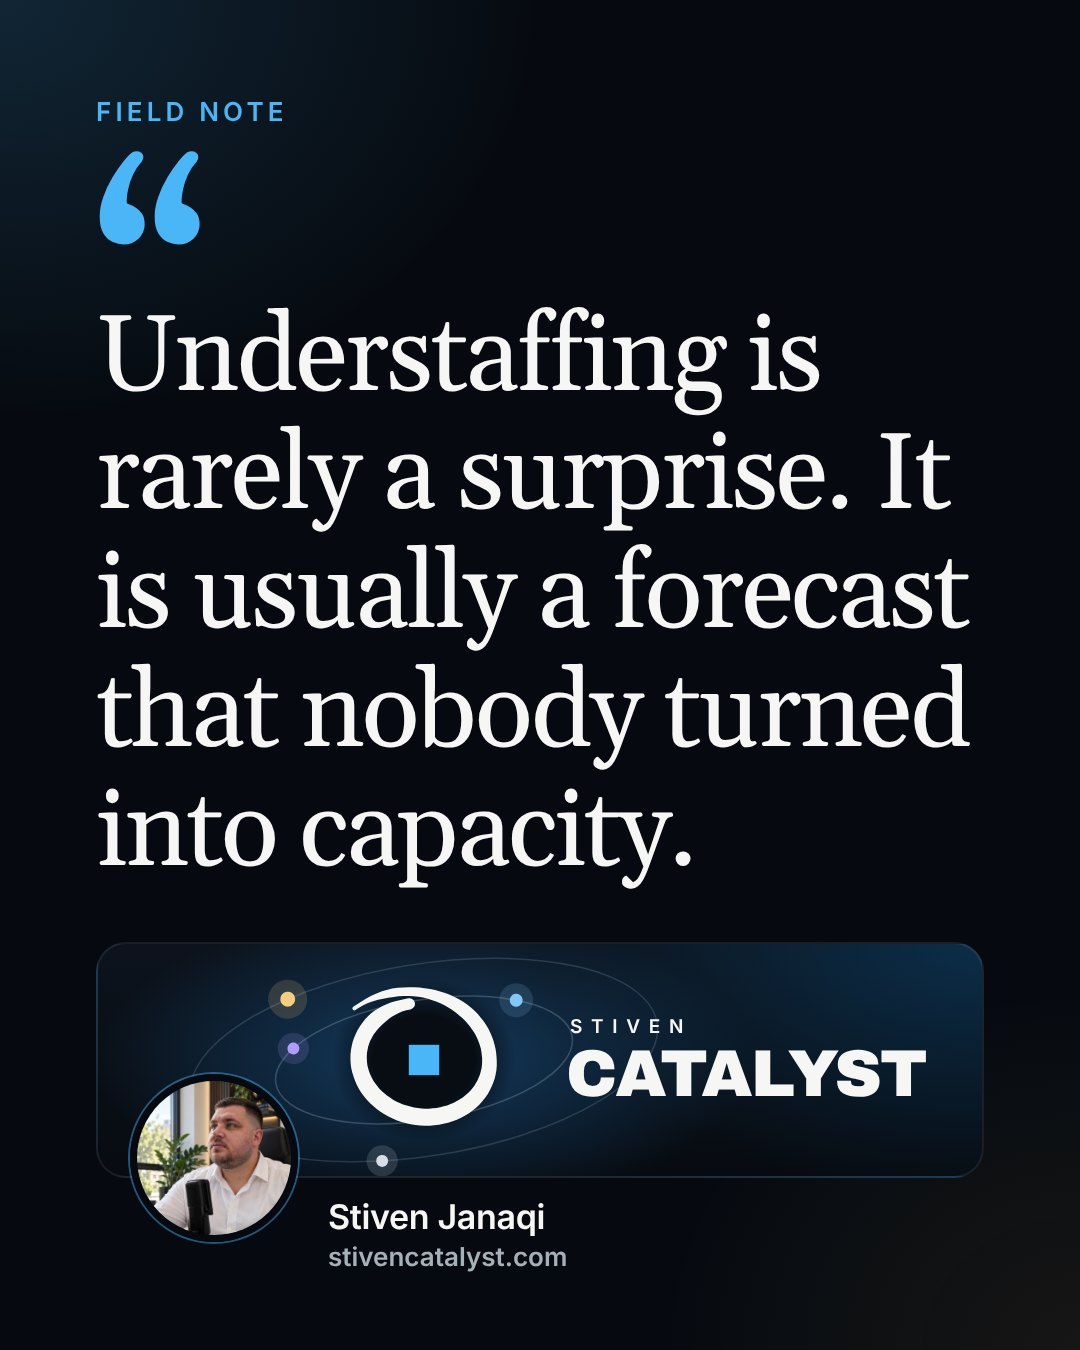 FIELD NOTE
“
Understaffing is
rarely a surprise. It
is usually a forecast
that nobody turned
into capacity.
STIVEN
CATALYST
Stiven Janaqi
stivencatalyst.com